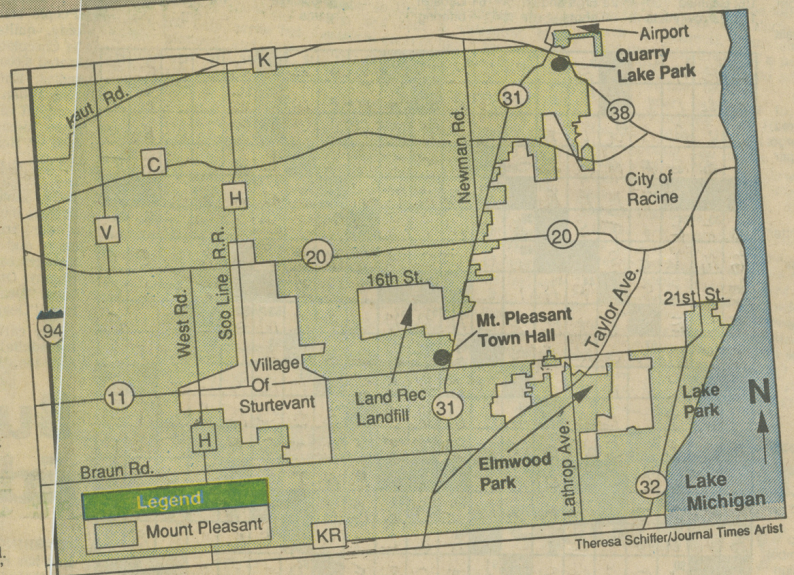 Airport
Quarry
Lake Park
K
Kaut Rd.
31
38
Newman Rd.
C
City of
Racine
H
V
20
20
Soo Line R.R.
16th St.
West Rd.
Taylor Ave.
21st St.
94
Mt. Pleasant
Town Hall
Village
Of
Sturtevant
11
Land Rec
Landfill
31
Lake
Park
N
H
Braun Rd.
Elmwood
Park
Lathrop Ave.
32
Lake
Michigan
Legend
Mount Pleasant
KR
Theresa Schiffer/Journal Times Artist